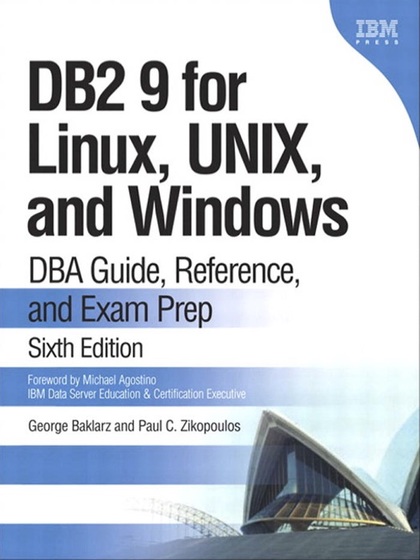 IBM
PRESS
DB2 9 for
Linux, UNIX,
and Windows
DBA Guide, Reference,
and Exam Prep
Sixth Edition
Foreword by Michael Agostino
IBM Data Server Education & Certification Executive
George Baklarz and Paul C. Zikopoulos